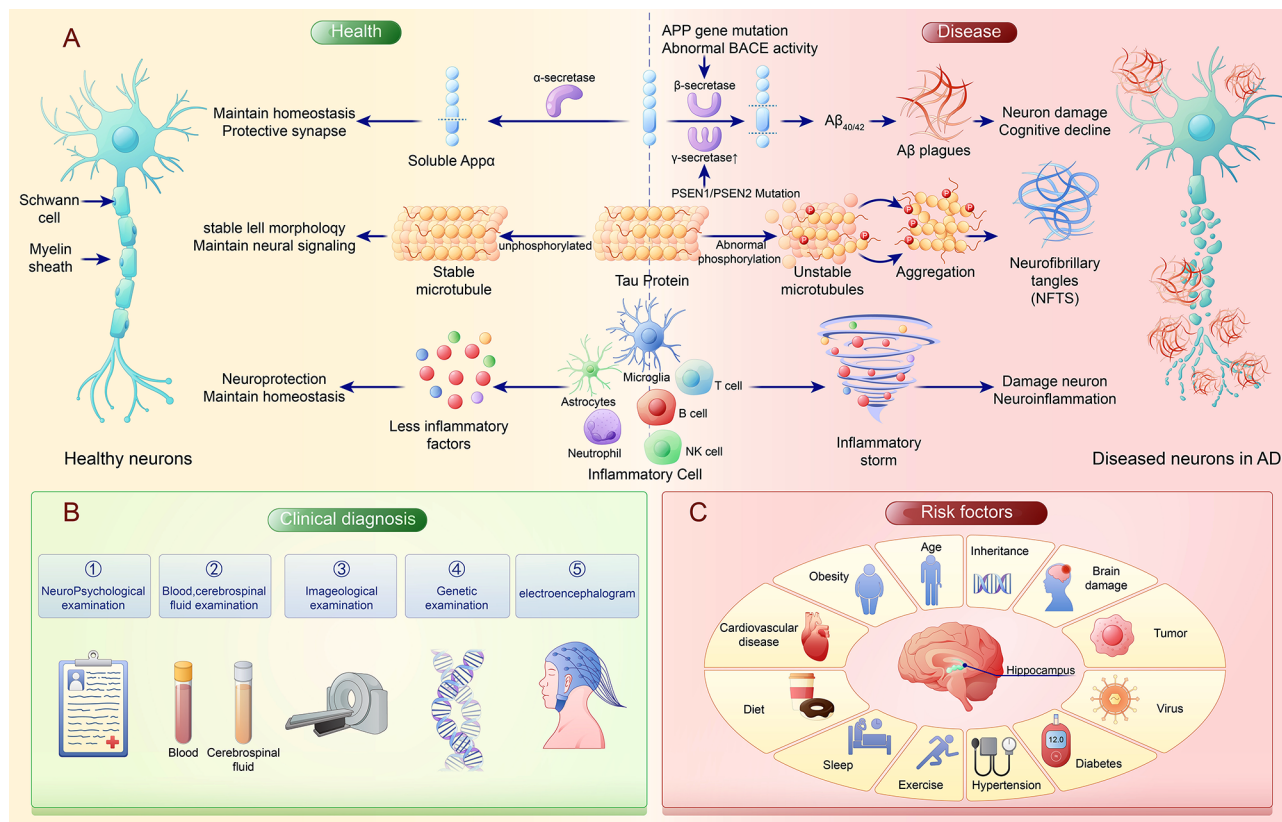 A
Health
Disease
APP gene mutation
Abnormal BACE activity
α-secretase
β-secretase
Maintain homeostasis
Protective synapse
Soluble Appα
γ-secretase↑
PSEN1/PSEN2 Mutation
Aβ40/42
Aβ plagues
Neuron damage
Cognitive decline
Schwann
cell
Myelin
sheath
stable lell morpholoqy
Maintain neural signaling
unphosphorylated
Stable
microtubule
Tau Protein
Abnormal
phosphorylation
P
P
P
P
Unstable
microtubules
P
P
P
P
Aggregation
Neurofibrillary
tangles
(NFTS)
Neuroprotection
Maintain homeostasis
Less inflammatory
factors
Microglia
Astrocytes
T cell
B cell
Neutrophil
NK cell
Inflammatory Cell
Inflammatory
storm
Damage neuron
Neuroinflammation
Healthy neurons
Diseased neurons in AD
B
Clinical diagnosis
①
NeuroPsychological
examination
②
Blood,cerebrospinal
fluid examination
③
Imageological
examination
④
Genetic
examination
⑤
electroencephalogram
Blood
Cerebrospinal
fluid
C
Risk foctors
Age
Inheritance
Obesity
Brain
damage
Cardiovascular
disease
Tumor
Hippocampus
Diet
Virus
12.0
Sleep
Exercise
Hypertension
Diabetes